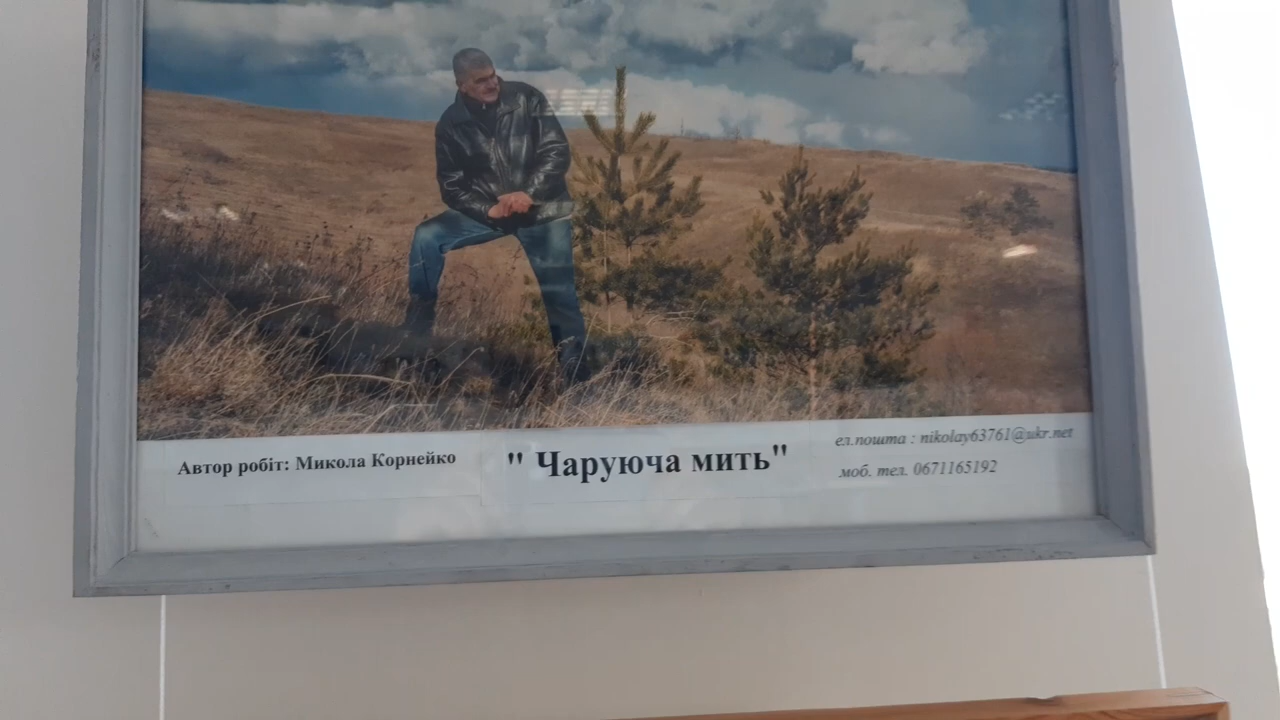 Автор робіт: Микола Корнейко
" Чаруюча мить"
ел.пошта : nikolay63761@ukr.net
моб. тел. 0671165192